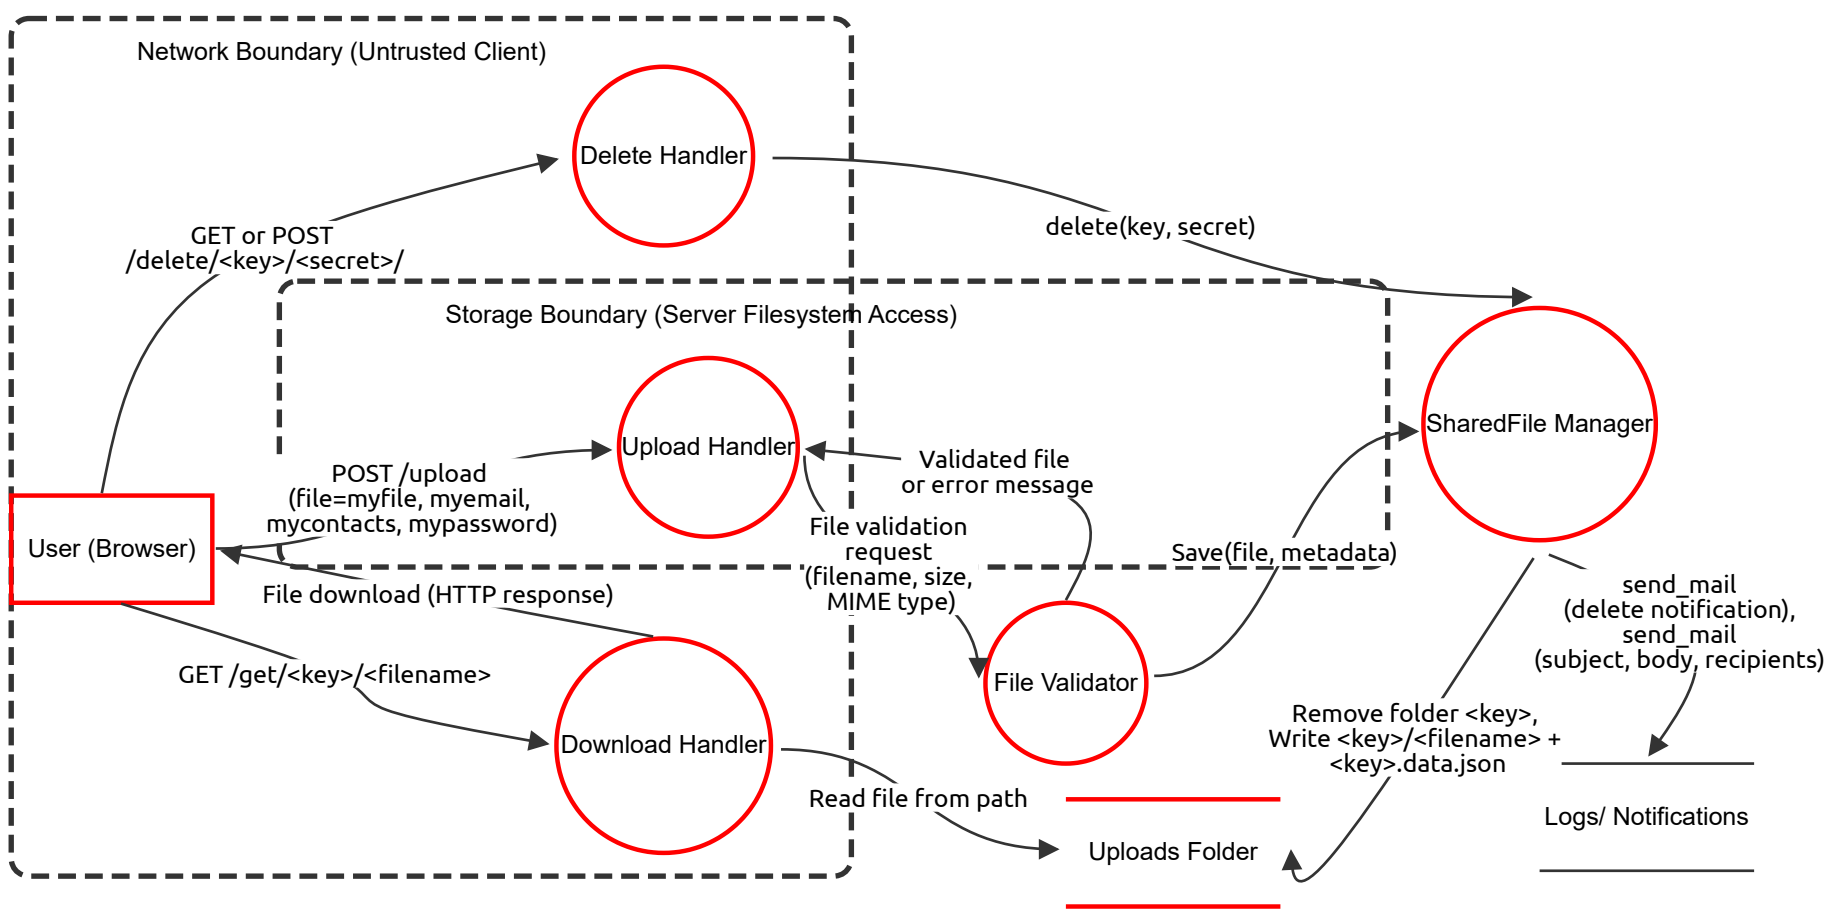 Network Boundary (Untrusted Client)
Delete Handler
GET or POST
/delete/<key>/<secret>/
delete(key, secret)
Storage Boundary (Server Filesystem Access)
Upload Handler
SharedFile Manager
POST /upload
(file=myfile, myemail,
mycontacts, mypassword)
Validated file
or error message
File validation
request
(filename, size,
MIME type)
Save(file, metadata)
User (Browser)
File download (HTTP response)
send_mail
(delete notification),
send_mail
(subject, body, recipients)
GET /get/<key>/<filename>
File Validator
Download Handler
Remove folder <key>,
Write <key>/<filename> +
<key>.data.json
Read file from path
Logs/ Notifications
Uploads Folder